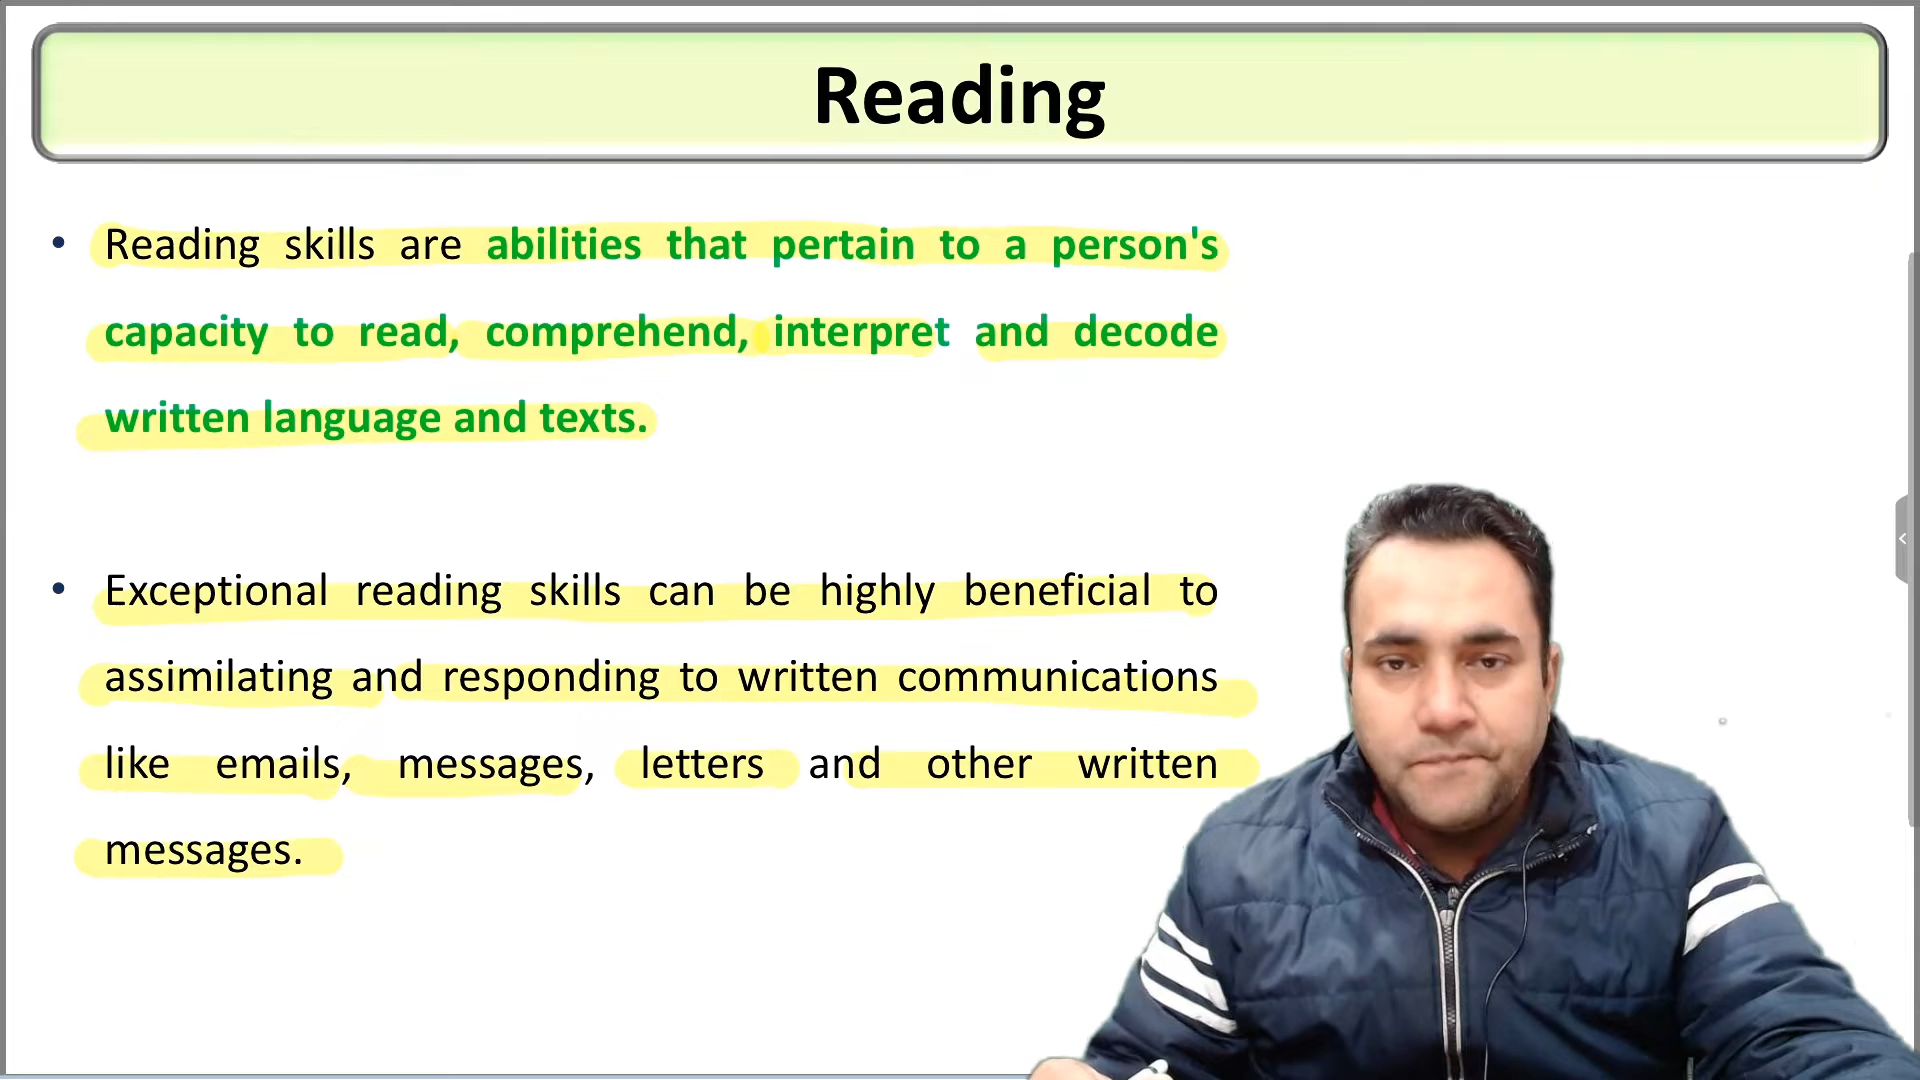 Reading
• Reading skills are abilities that pertain to a person's
capacity to read, comprehend, interpret and decode
written language and texts.
• Exceptional reading skills can be highly beneficial to
assimilating and responding to written communications
like emails, messages, letters and other written
messages.